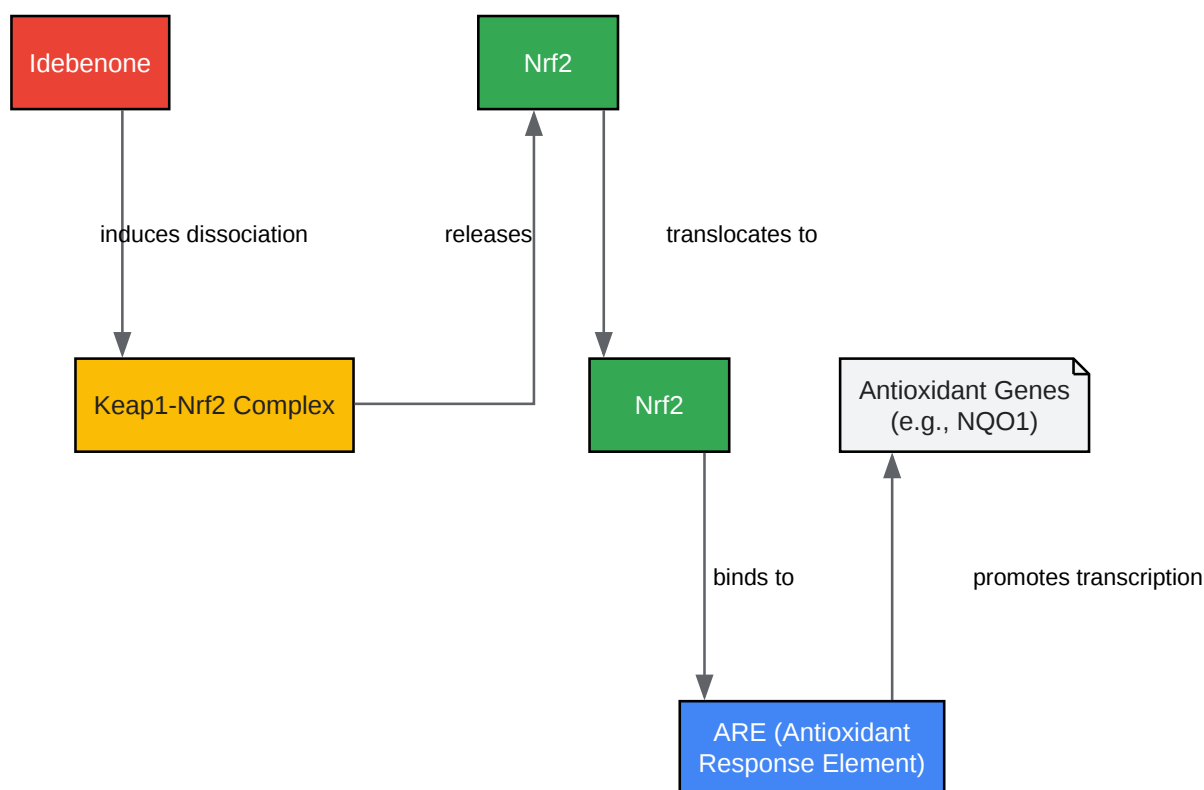 Idebenone
Nrf2
induces dissociation
releases
translocates to
Keap1-Nrf2 Complex
Nrf2
Antioxidant Genes
(e.g., NQO1)
binds to
promotes transcription
ARE (Antioxidant
Response Element)